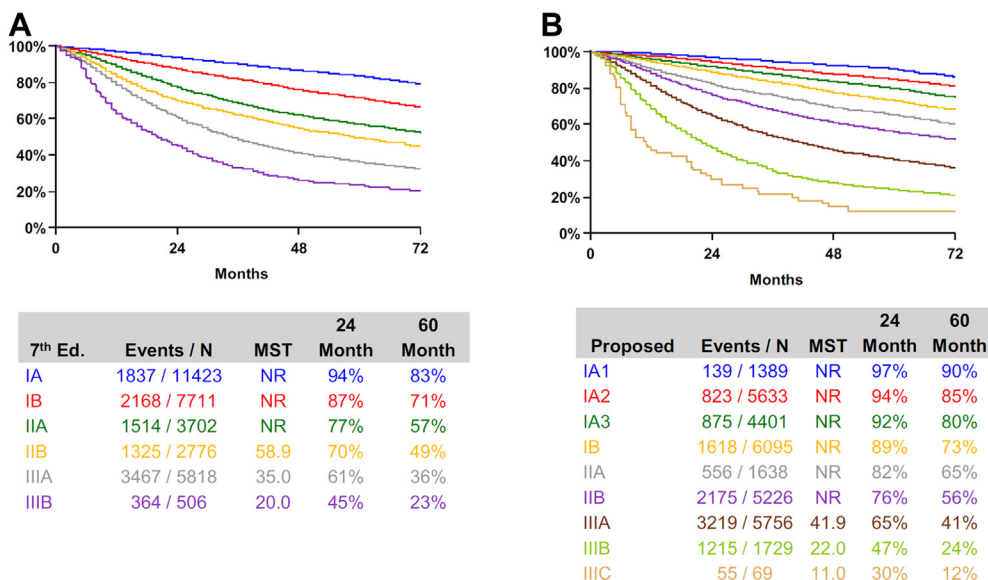 A
100%
80%
60%
40%
20%
0%
0 24 48 72
Months
24 60
7th Ed. Events / N MST Month Month
IA 1837 / 11423 NR 94% 83%
IB 2168 / 7711 NR 87% 71%
IIA 1514 / 3702 NR 77% 57%
IIB 1325 / 2776 58.9 70% 49%
IIIA 3467 / 5818 35.0 61% 36%
IIIB 364 / 506 20.0 45% 23%
B
100%
80%
60%
40%
20%
0%
0 24 48 72
Months
24 60
Proposed Events / N MST Month Month
IA1 139 / 1389 NR 97% 90%
IA2 823 / 5633 NR 94% 85%
IA3 875 / 4401 NR 92% 80%
IB 1618 / 6095 NR 89% 73%
IIA 556 / 1638 NR 82% 65%
IIB 2175 / 5226 NR 76% 56%
IIIA 3219 / 5756 41.9 65% 41%
IIIB 1215 / 1729 22.0 47% 24%
IIIC 55 / 69 11.0 30% 12%